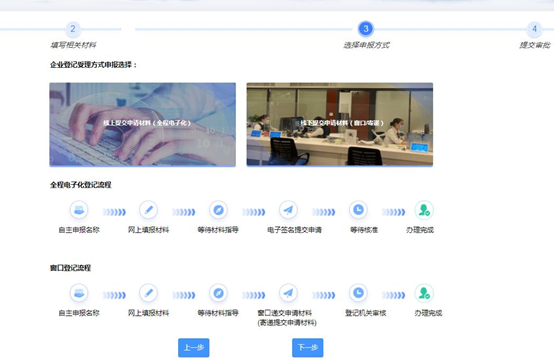 2
3
4
填写相关材料
选择申报方式
提交审批
企业登记受理方式申报选择：
线上提交申请材料（全程电子化）
线下提交申请材料（窗口/寄递）
全程电子化登记流程
自主申报名称
网上填报材料
等待材料指导
电子签名提交申请
等待核准
办理完成
窗口登记流程
自主申报名称
网上填报材料
等待材料指导
窗口递交申请材料
(寄递提交申请材料)
登记机关审核
办理完成
上一步
下一步